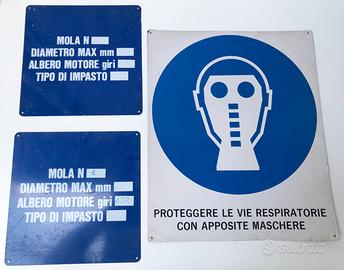 MOLA N
DIAMETRO MAX mm
ALBERO MOTORE giri
TIPO DI IMPASTO
MOLA N 1
DIAMETRO MAX mm
ALBERO MOTORE giri
TIPO DI IMPASTO
PROTEGGERE LE VIE RESPIRATORIE
CON APPOSITE MASCHERE
subito